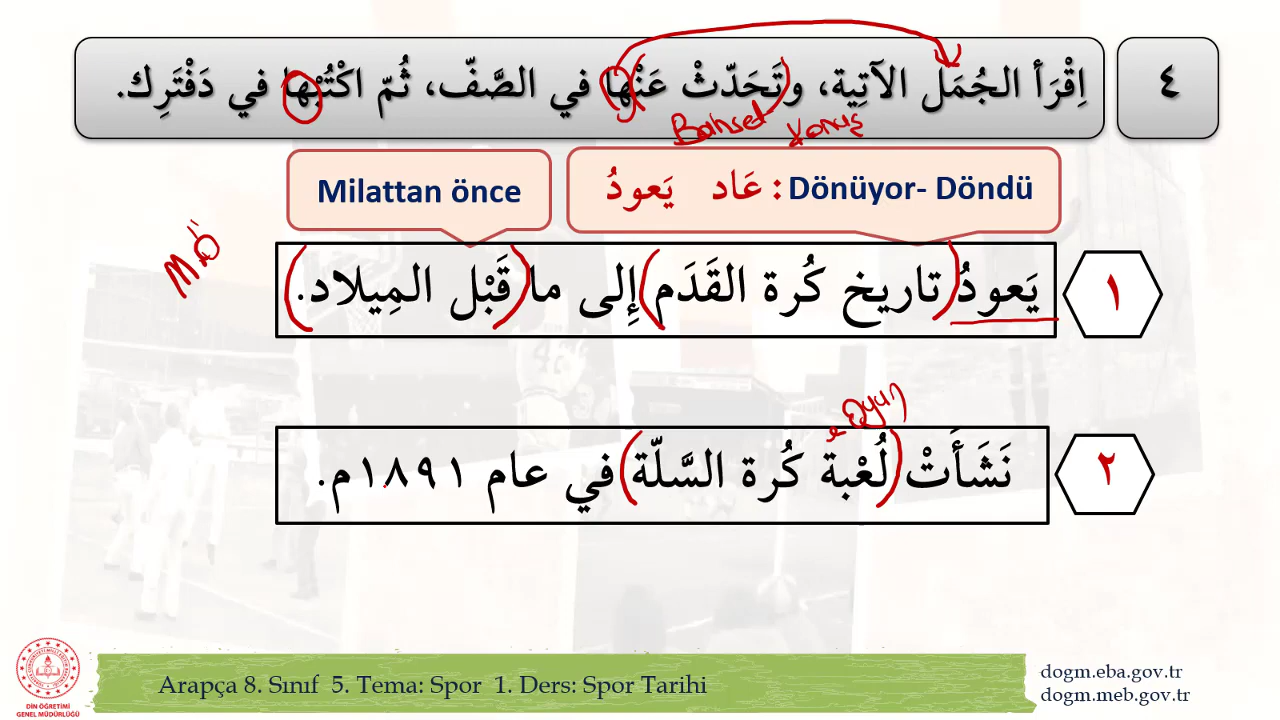 ٤
اِقْرَأ الجُمَل الآتِية، وتَحَدّثْ عَنْها في الصَّفّ، ثُمّ اكْتُبْها في دَفْتَرِك.
Bahset konuş
Milattan önce
عَاد يَعودُ : Dönüyor- Döndü
MÖ
١
يَعودُ تاريخ كُرة القَدَم إِلى ما قَبْل المِيلاد.
Oyun
٢
نَشَأَتْ لُعْبةُ كُرة السَّلّة في عام ١٨٩١م.
DİN ÖĞRETİMİ
GENEL MÜDÜRLÜĞÜ
Arapça 8. Sınıf 5. Tema: Spor 1. Ders: Spor Tarihi
dogm.eba.gov.tr
dogm.meb.gov.tr